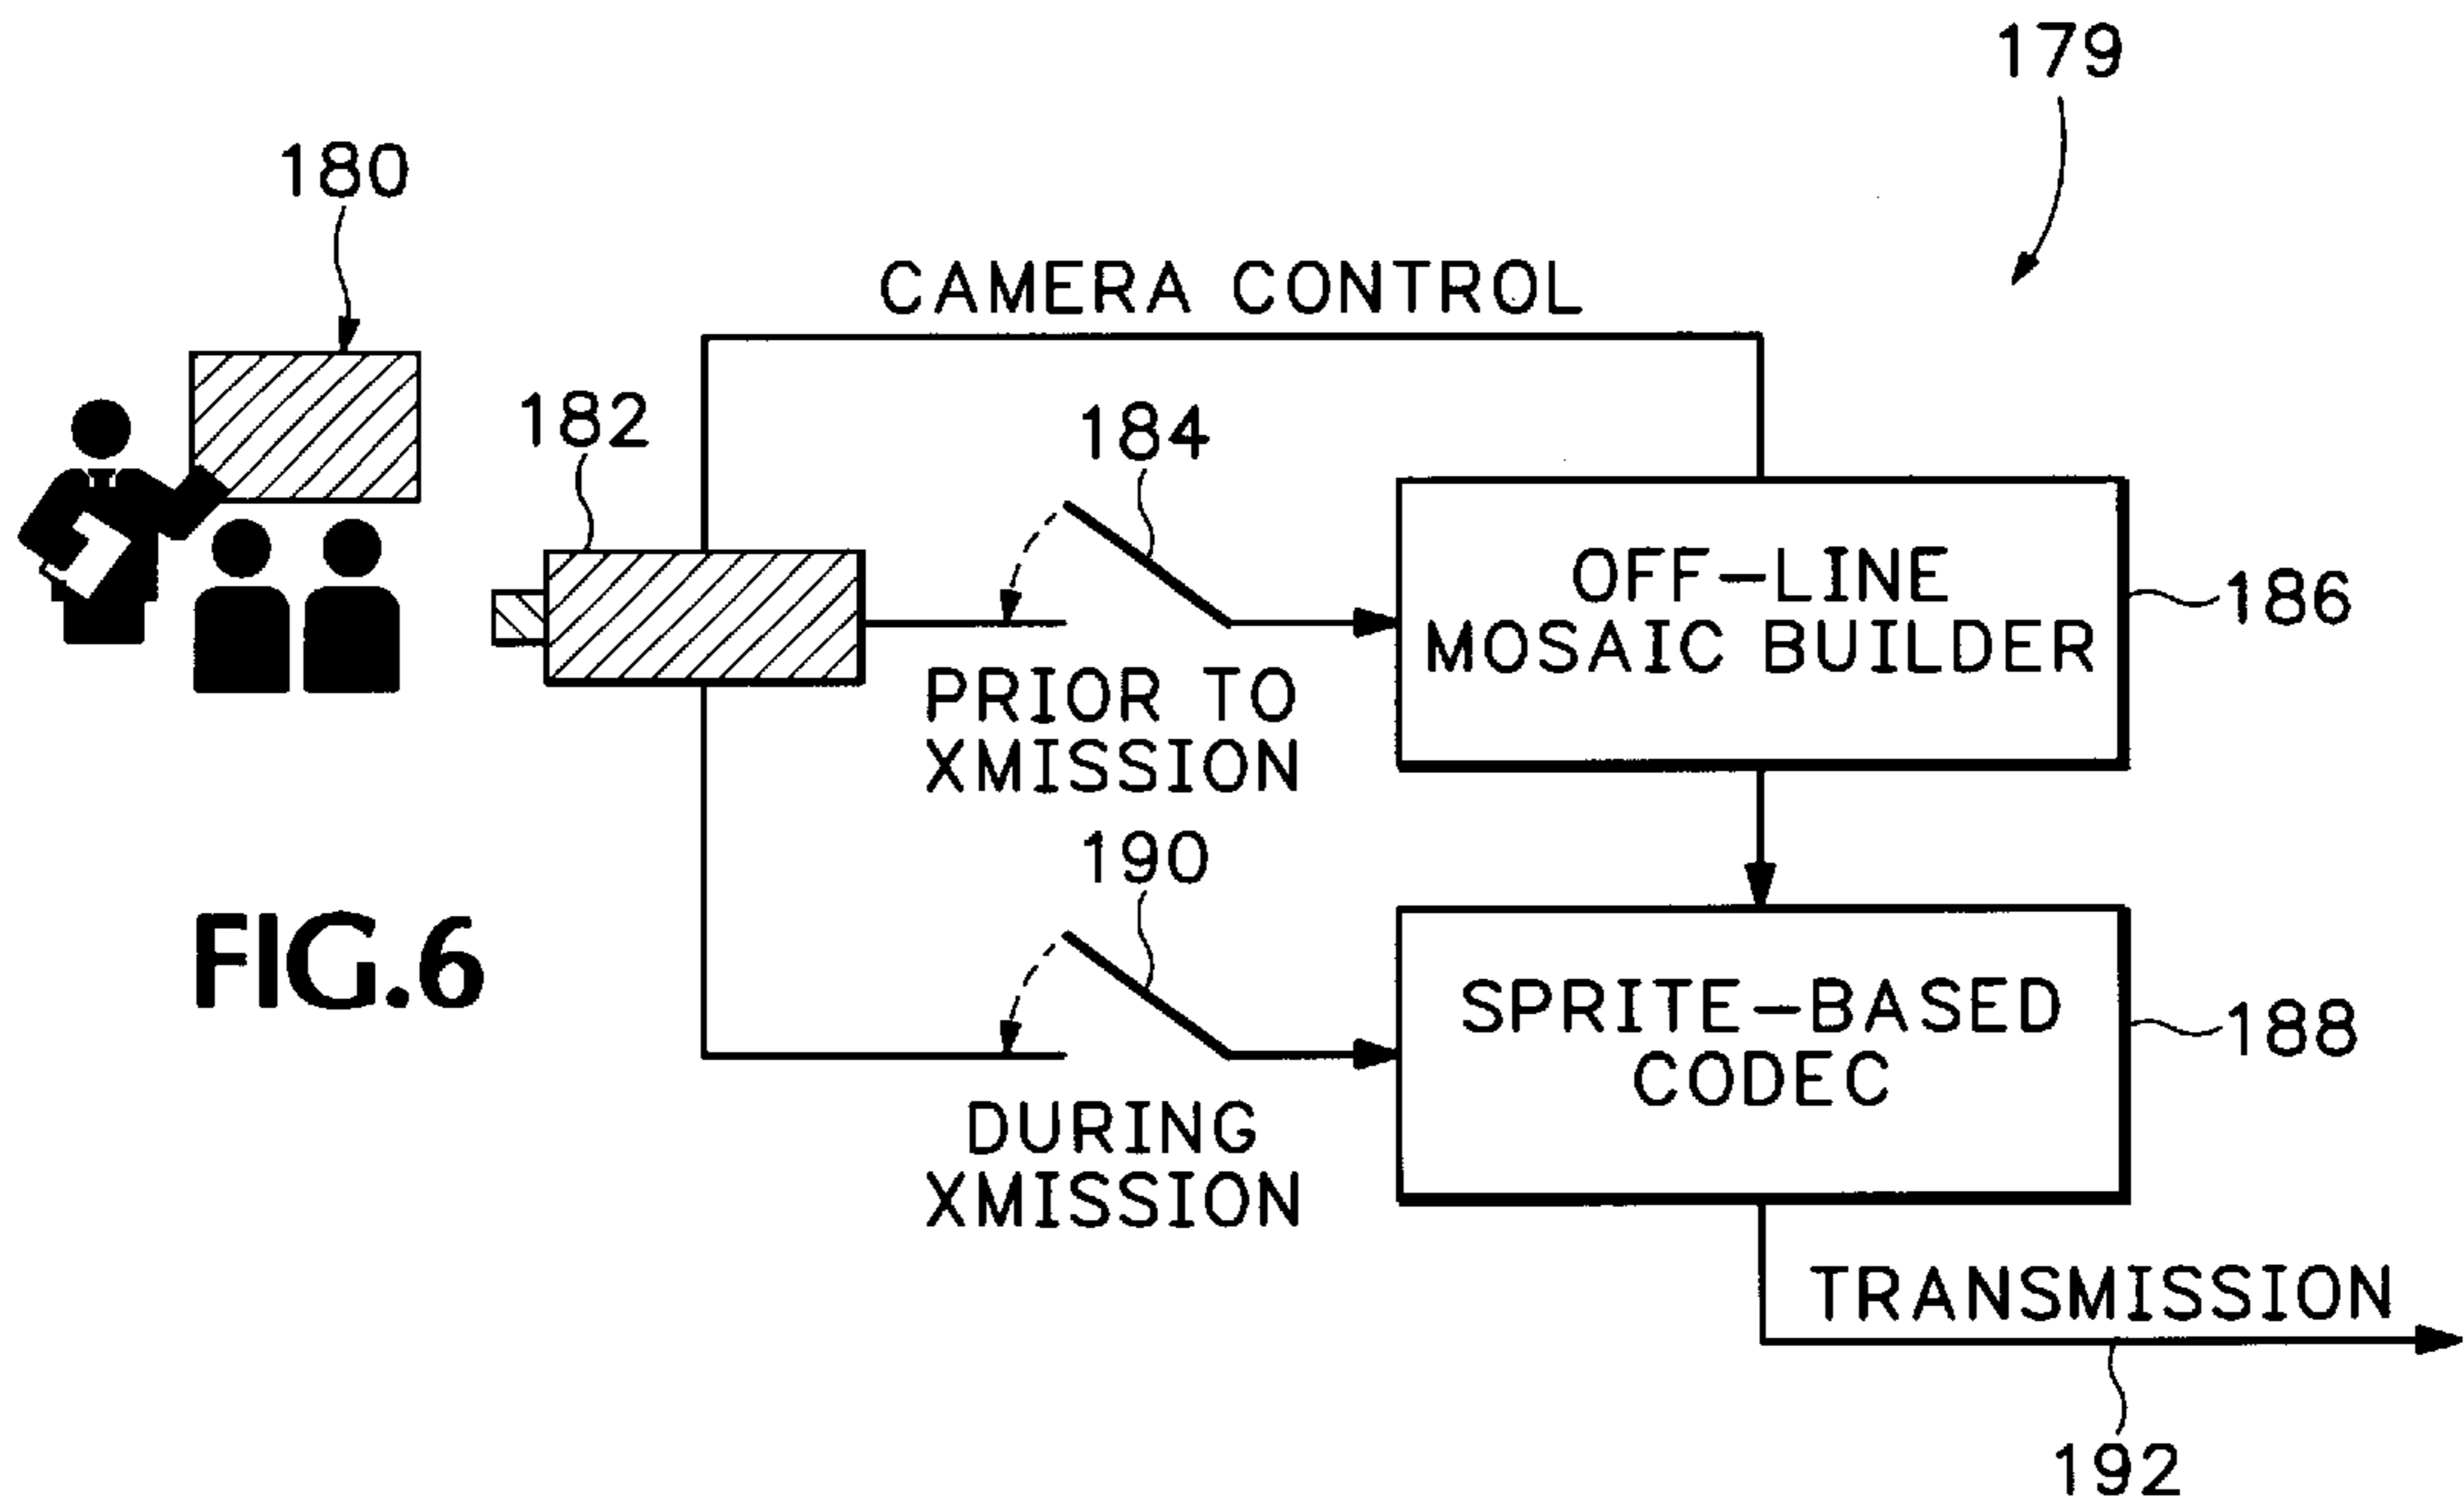 179
180
CAMERA CONTROL
182
184
OFF-LINE
MOSAIC BUILDER
186
PRIOR TO
XMISSION
190
FIG.6
SPRITE-BASED
CODEC
188
DURING
XMISSION
TRANSMISSION
192